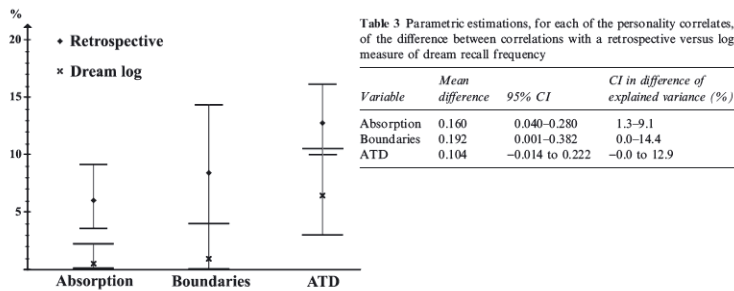 %
20
15
10
5
Retrospective
Dream log
Absorption Boundaries ATD
Table 3 Parametric estimations, for each of the personality correlates,
of the difference between correlations with a retrospective versus log
measure of dream recall frequency
Mean CI in difference of
Variable difference 95% CI explained variance (%)
Absorption 0.160 0.040–0.280 1.3–9.1
Boundaries 0.192 0.001–0.382 0.0–14.4
ATD 0.104 −0.014 to 0.222 −0.0 to 12.9